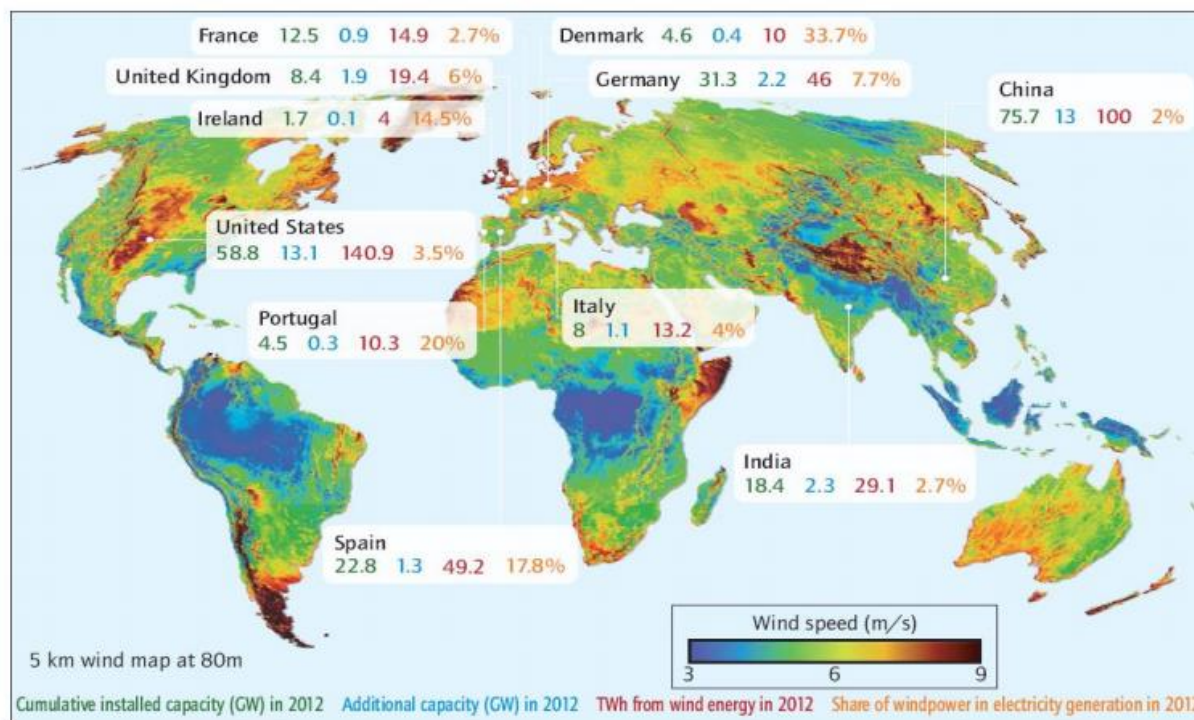 France 12.5 0.9 14.9 2.7%
Denmark 4.6 0.4 10 33.7%
United Kingdom 8.4 1.9 19.4 6%
Germany 31.3 2.2 46 7.7%
China
75.7 13 100 2%
Ireland 1.7 0.1 4 14.5%
United States
58.8 13.1 140.9 3.5%
Portugal
4.5 0.3 10.3 20%
Italy
8 1.1 13.2 4%
India
18.4 2.3 29.1 2.7%
Spain
22.8 1.3 49.2 17.8%
Wind speed (m/s)
3 6 9
5 km wind map at 80m
Cumulative installed capacity (GW) in 2012 Additional capacity (GW) in 2012 TWh from wind energy in 2012 Share of windpower in electricity generation in